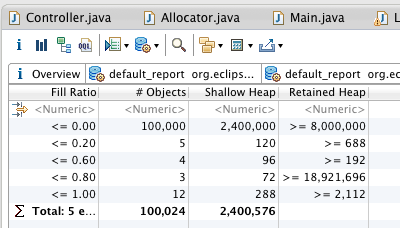 Controller.java Allocator.java Main.java
i OQL
i Overview default_report org.eclips... default_report org.ec
Fill Ratio # Objects Shallow Heap Retained Heap
<Numeric> <Numeric> <Numeric> <Numeric>
<= 0.00 100,000 2,400,000 >= 8,000,000
<= 0.20 5 120 >= 688
<= 0.60 4 96 >= 192
<= 0.80 3 72 >= 18,921,696
<= 1.00 12 288 >= 2,112
Σ Total: 5 e... 100,024 2,400,576